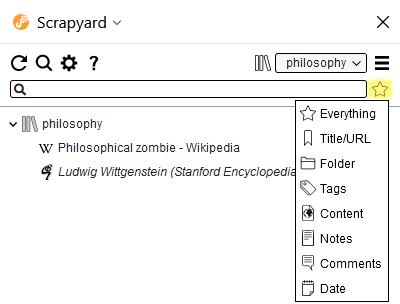 Scrapyard
? philosophy
Everything
philosophy
Title/URL
W Philosophical zombie - Wikipedia
Folder
Ludwig Wittgenstein (Stanford Encyclopedia
Tags
Content
Notes
Comments
Date